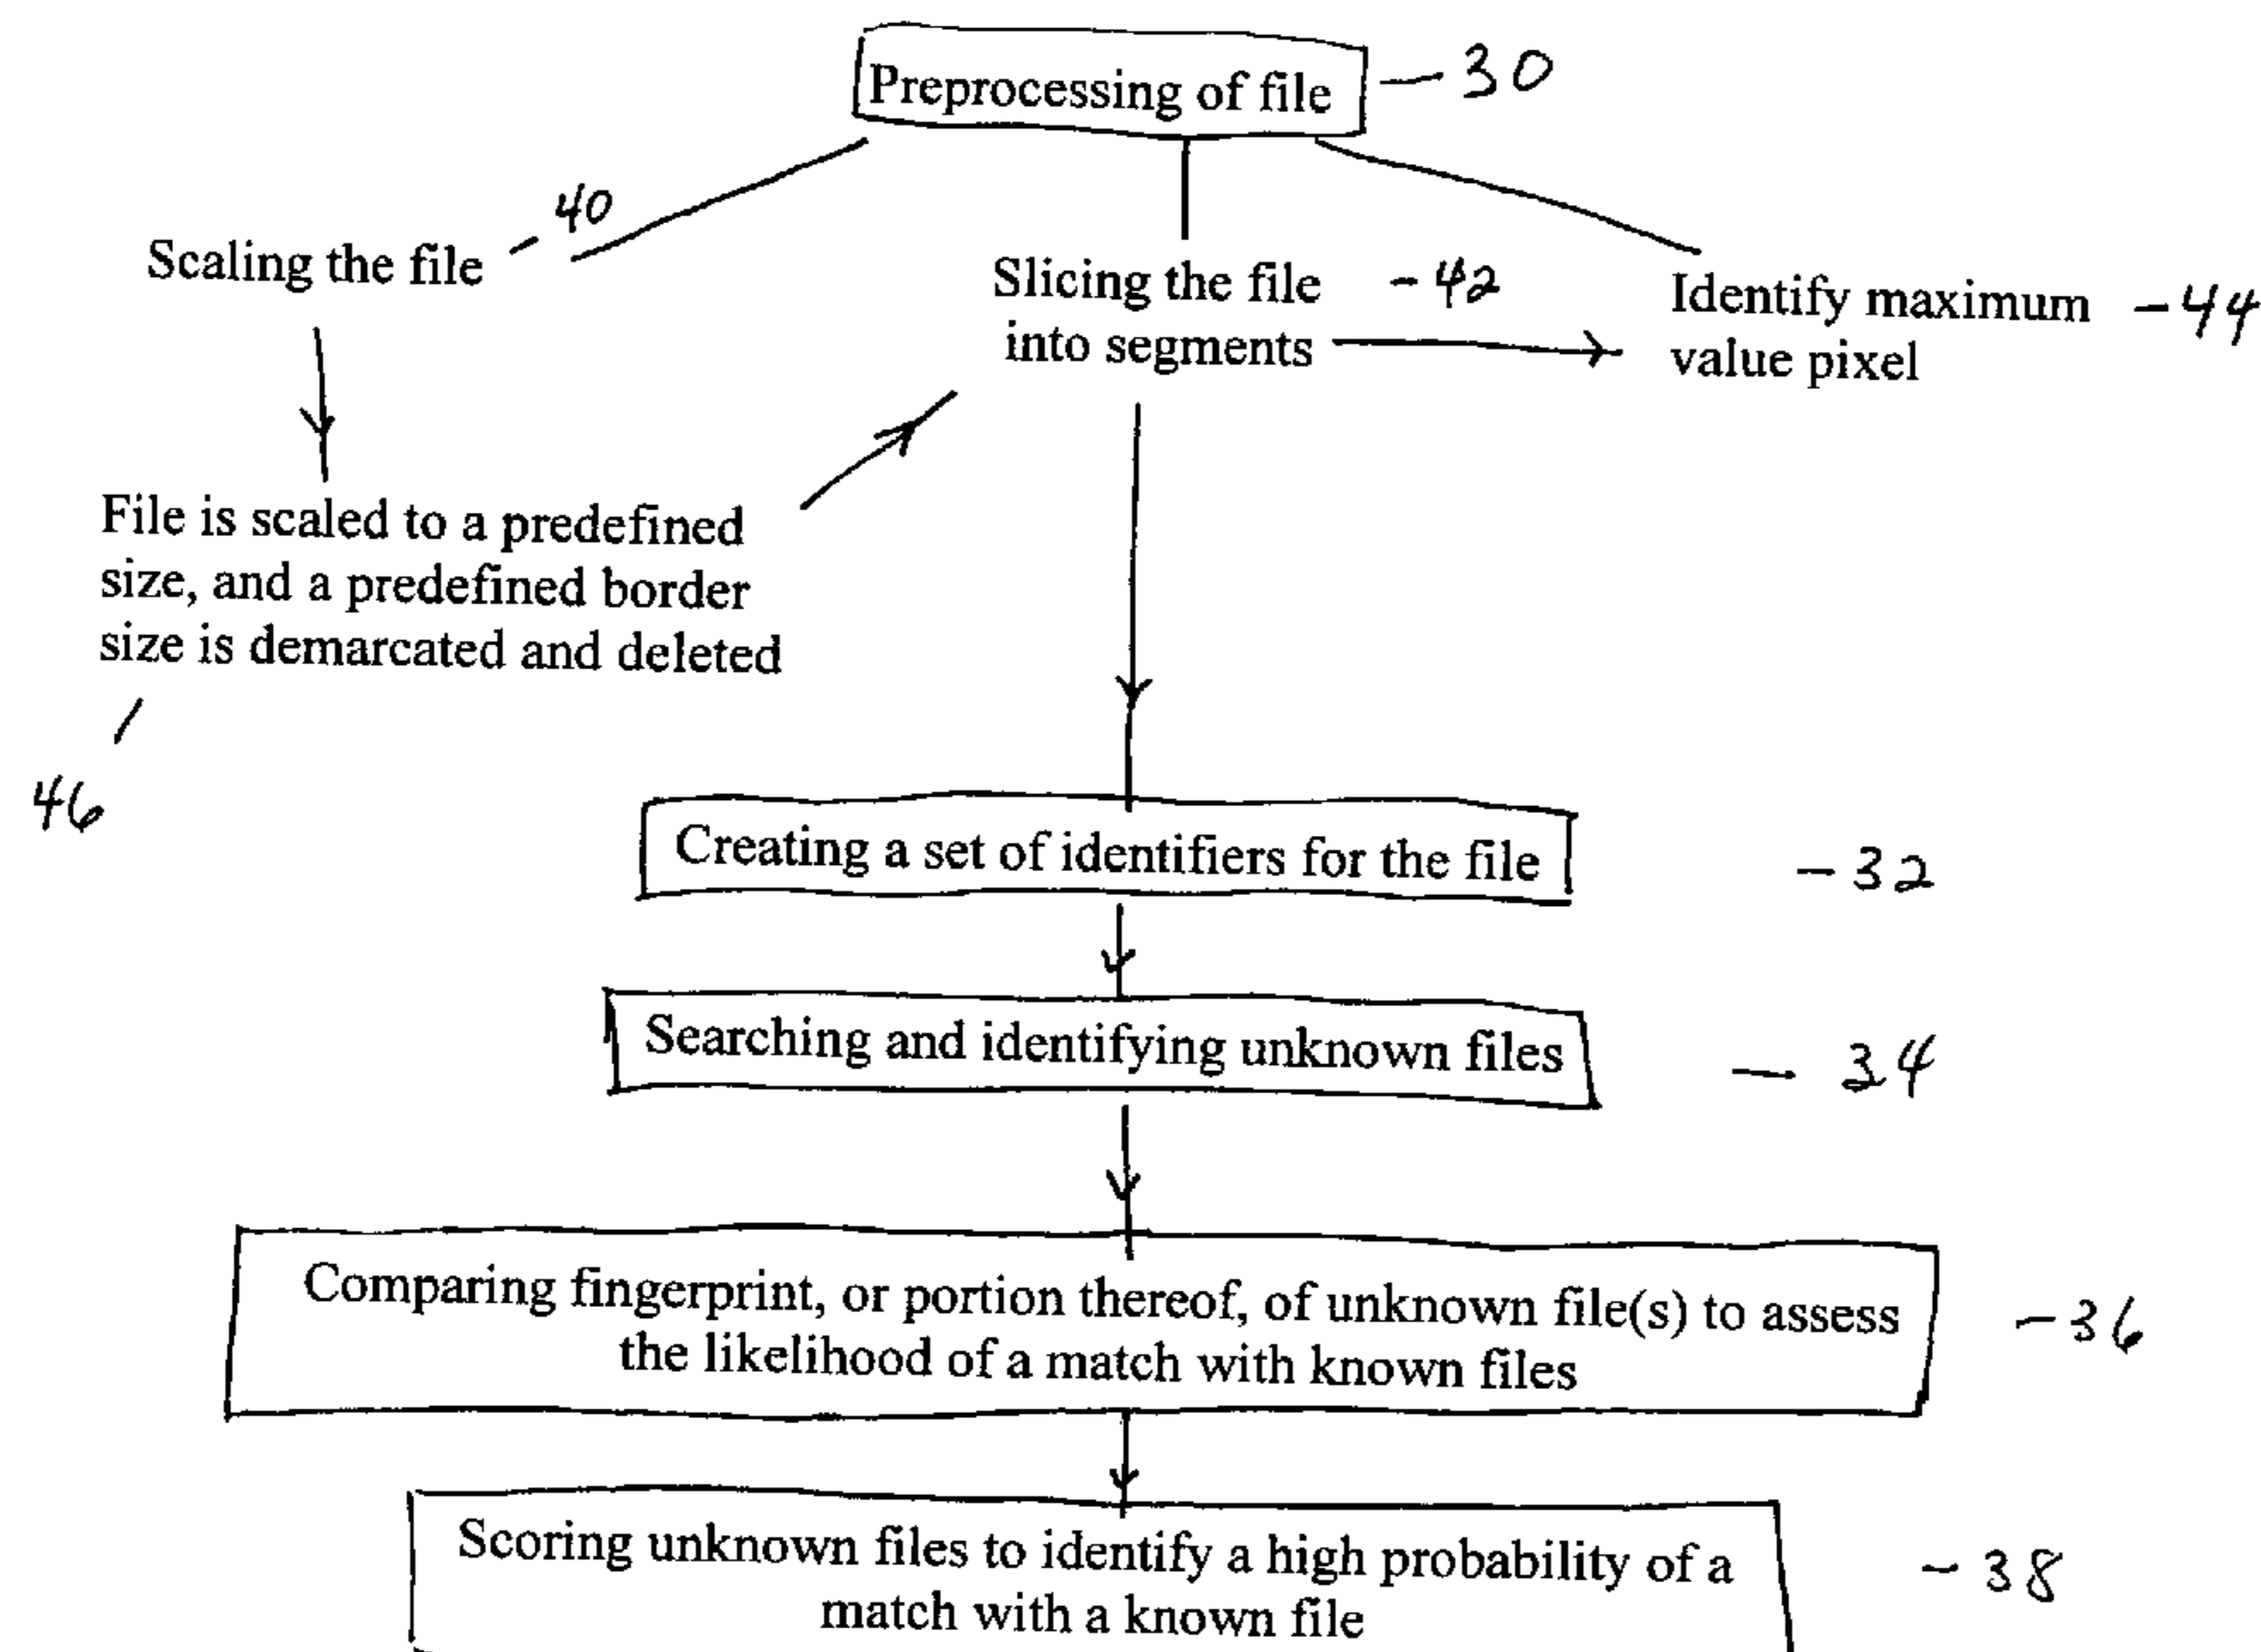 Preprocessing of file - 30
Scaling the file - 40
Slicing the file - 42
into segments
Identify maximum - 44
value pixel
File is scaled to a predefined
size, and a predefined border
size is demarcated and deleted
46
Creating a set of identifiers for the file - 32
Searching and identifying unknown files - 34
Comparing fingerprint, or portion thereof, of unknown file(s) to assess - 36
the likelihood of a match with known files
Scoring unknown files to identify a high probability of a - 38
match with a known file